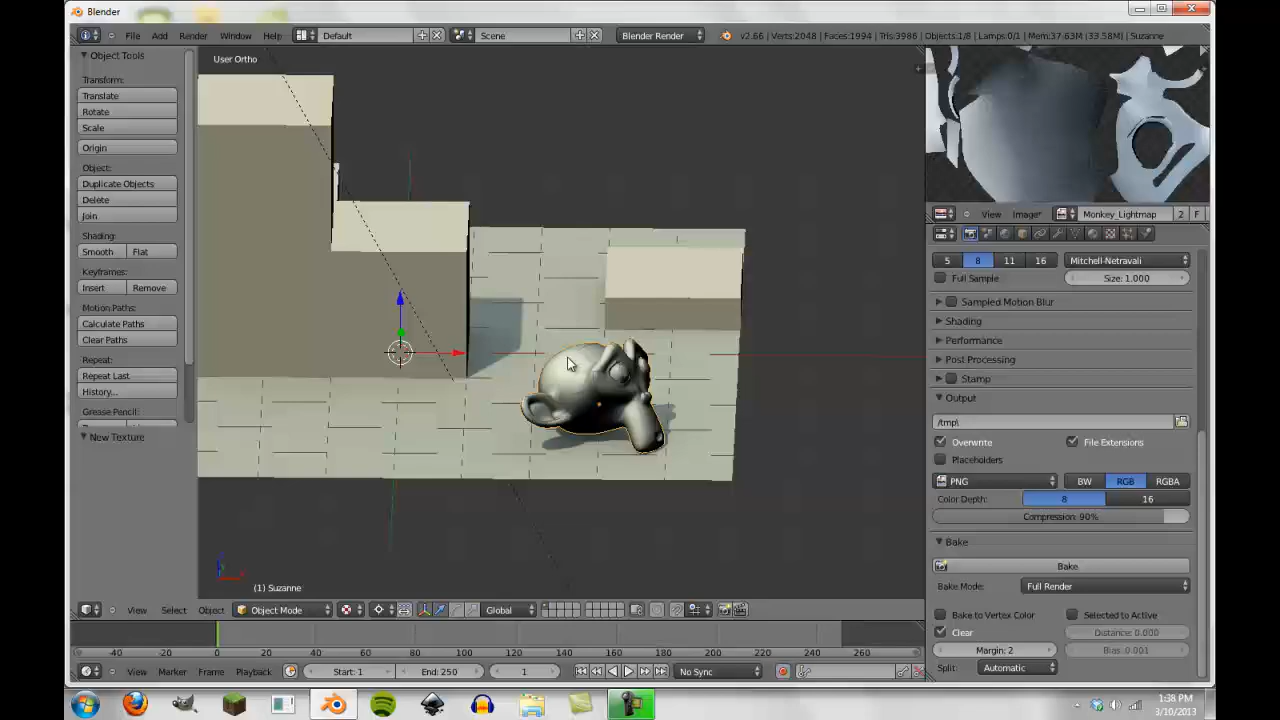 Blender
File Add Render Window Help Default Scene Blender Render v2.66 | Verts:2048 | Faces:1994 | Tris:3986 | Objects:1/8 | Lamps:0/1 | Mem:37.63M (33.58M) | Suzanne
Object Tools
Transform:
Translate
Rotate
Scale
Origin
Object:
Duplicate Objects
Delete
Join
Shading:
Smooth Flat
Keyframes:
Insert Remove
Motion Paths:
Calculate Paths
Clear Paths
Repeat:
Repeat Last
History...
Grease Pencil:
New Texture
User Ortho
(1) Suzanne
View Select Object Object Mode Global
View Image Monkey_Lightmap 2 F
5 8 11 16 Mitchell-Netravali
Full Sample Size: 1.000
Sampled Motion Blur
Shading
Performance
Post Processing
Stamp
Output
/tmp\
Overwrite File Extensions
Placeholders
PNG BW RGB RGBA
Color Depth: 8 16
Compression: 90%
Bake
Bake
Bake Mode: Full Render
Bake to Vertex Color Selected to Active
Clear Distance: 0.000
Margin: 2 Bias: 0.001
Split: Automatic
-40 -20 0 20 40 60 80 100 120 140 160 180 200 220 240 260
View Marker Frame Playback Start: 1 End: 250 1 No Sync
1:38 PM
3/10/2013